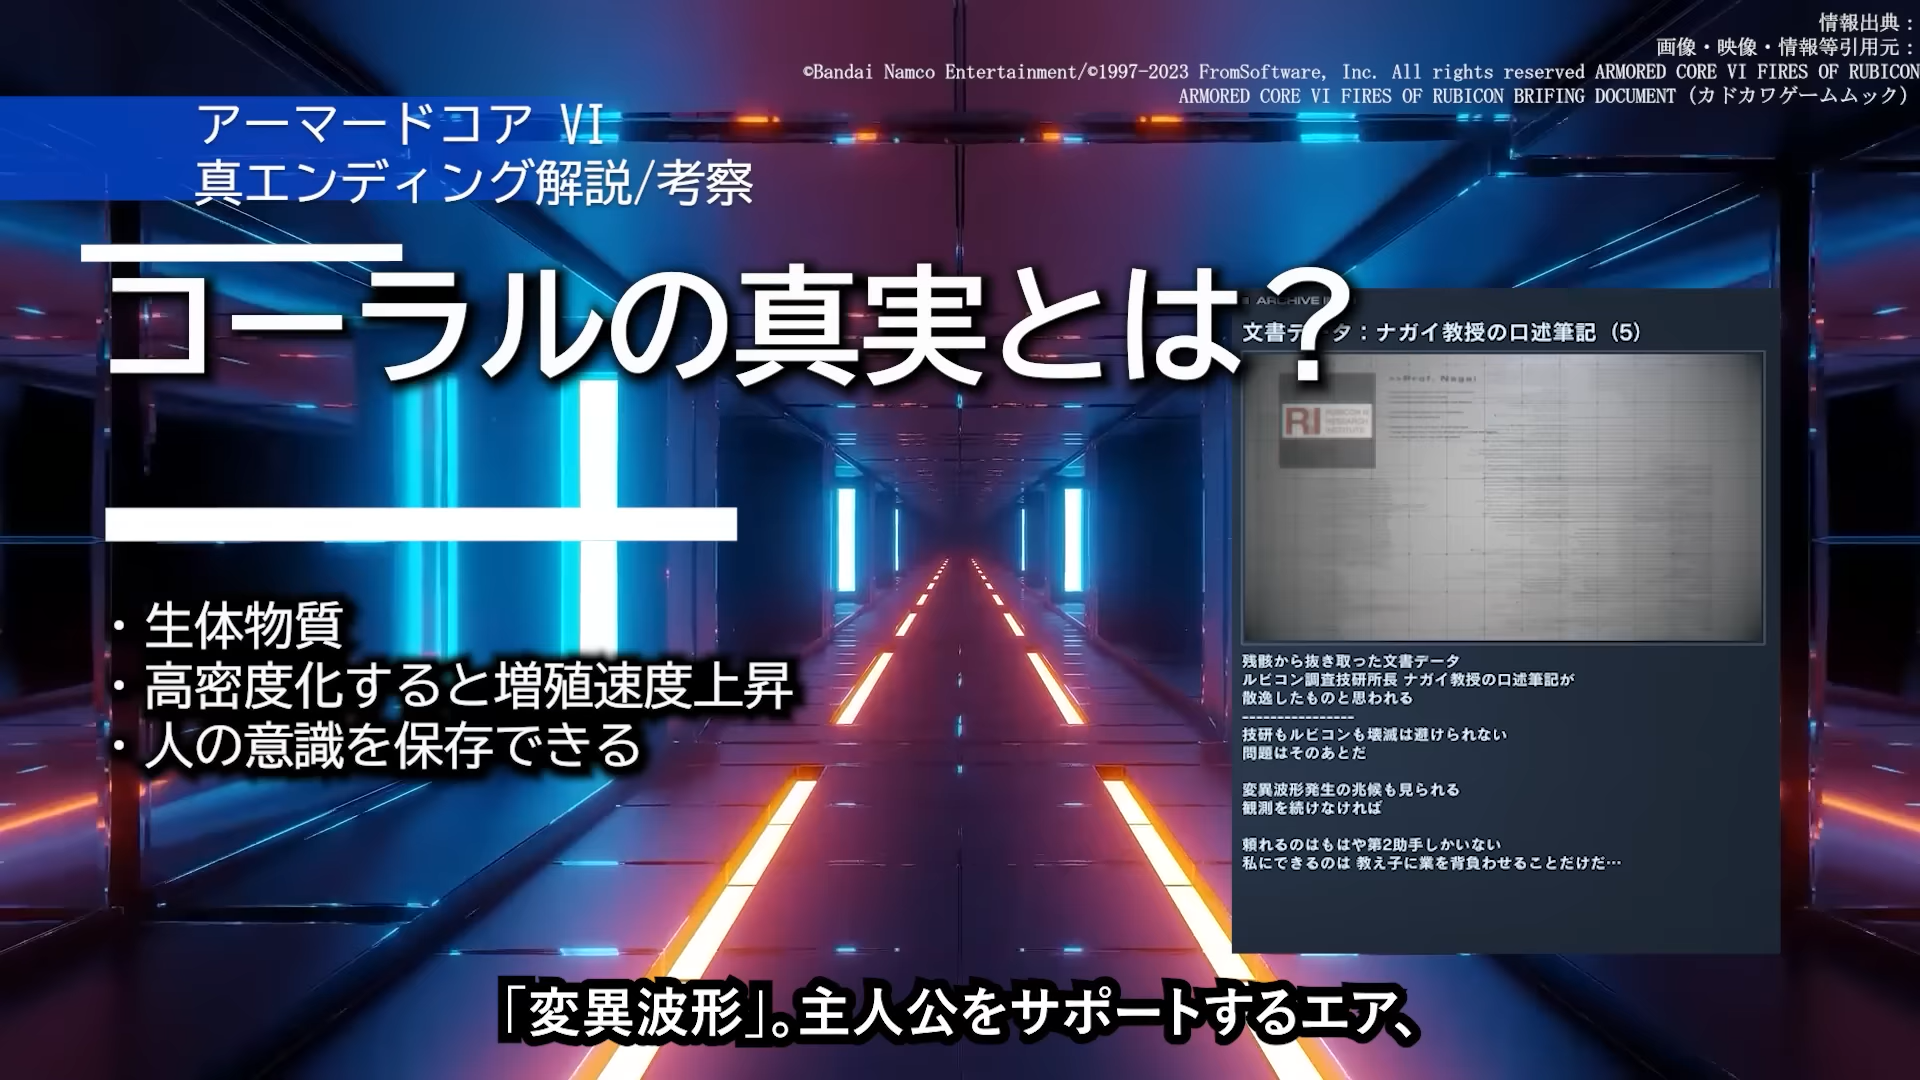 情報出典：
画像・映像・情報等引用元：
©Bandai Namco Entertainment/©1997-2023 FromSoftware, Inc. All rights reserved ARMORED CORE VI FIRES OF RUBICON
ARMORED CORE VI FIRES OF RUBICON BRIFING DOCUMENT (カドカワゲームムック)
アーマードコア VI
真エンディング解説/考察
コーラルの真実とは？
・生体物質
・高密度化すると増殖速度上昇
・人の意識を保存できる
ARCHIVE
文書データ：ナガイ教授の口述筆記（5）
Prof. Nagai
RI
RESEARCH
INSTITUTE
残骸から抜き取った文書データ
ルビコン調査技研所長 ナガイ教授の口述筆記が
散逸したものと思われる
----------------
技研もルビコンも壊滅は避けられない
問題はそのあとだ
変異波形発生の兆候も見られる
観測を続けなければ
頼れるのはもはや第2助手しかいない
私にできるのは 教え子に業を背負わせることだけだ…
「変異波形」。主人公をサポートするエア、